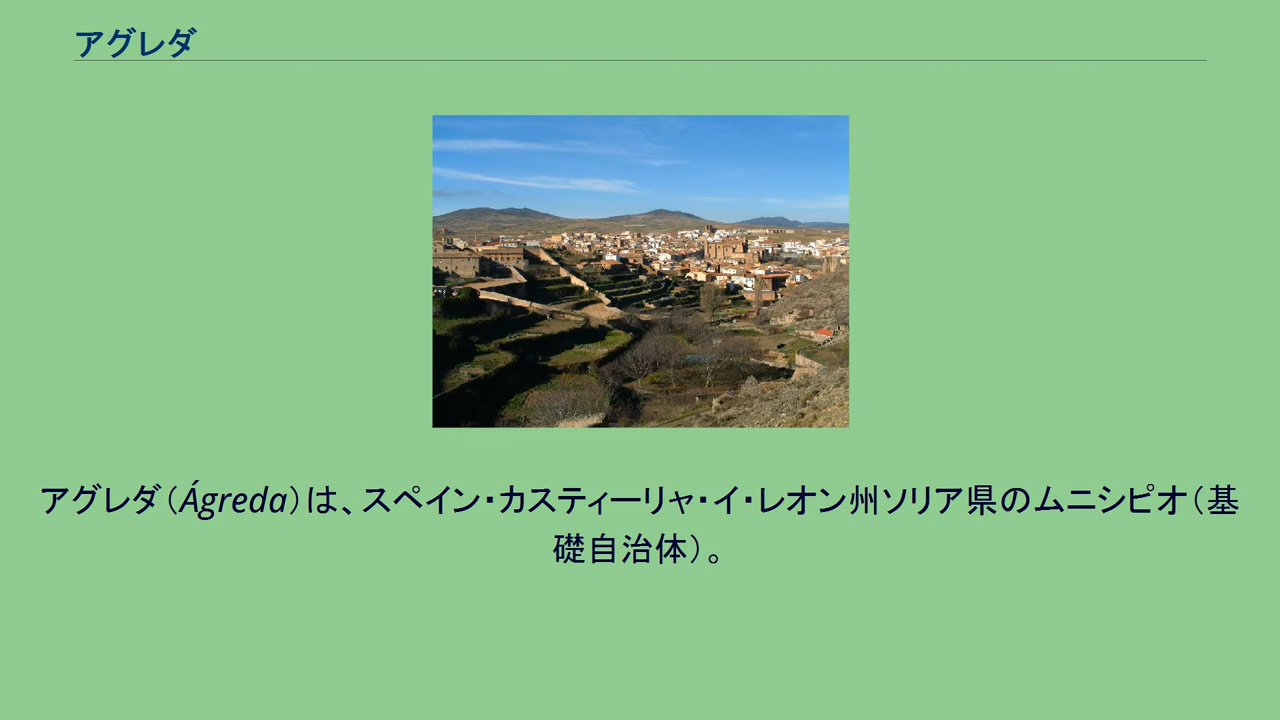 アグレダ
アグレダ（Ágreda）は、スペイン・カスティーリャ・イ・レオン州ソリア県のムニシピオ（基
礎自治体）。